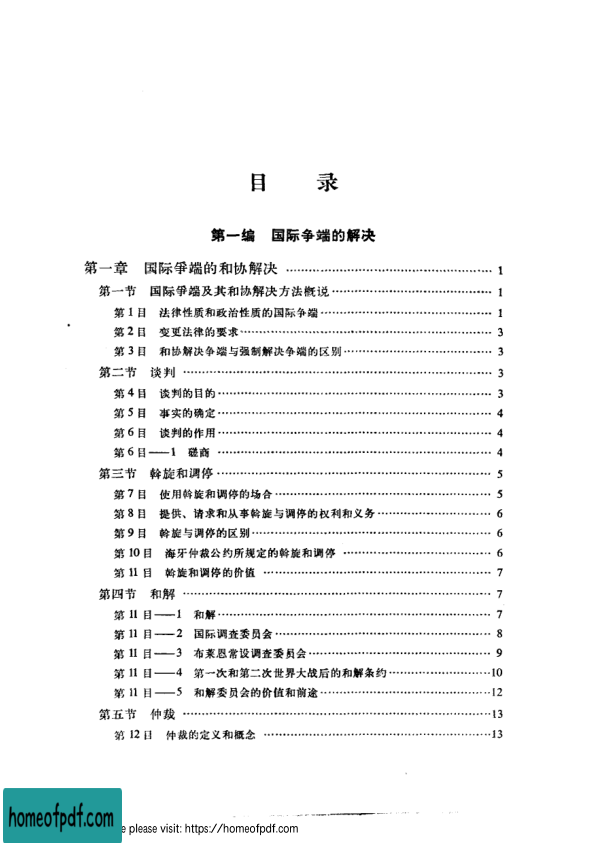 目 录
第一编 国际争端的解决
第一章 国际争端的和协解决 …… 1
第一节 国际争端及其和协解决方法概说 …… 1
第1目 法律性质和政治性质的国际争端 …… 1
第2目 变更法律的要求 …… 3
第3目 和协解决争端与强制解决争端的区别 …… 3
第二节 谈判 …… 3
第4目 谈判的目的 …… 3
第5目 事实的确定 …… 4
第6目 谈判的作用 …… 4
第6目——1 磋商 …… 4
第三节 斡旋和调停 …… 5
第7目 使用斡旋和调停的场合 …… 5
第8目 提供、请求和从事斡旋与调停的权利和义务 …… 6
第9目 斡旋与调停的区别 …… 6
第10目 海牙仲裁公约所规定的斡旋和调停 …… 6
第11目 斡旋和调停的价值 …… 7
第四节 和解 …… 7
第11目——1 和解 …… 7
第11目——2 国际调查委员会 …… 8
第11目——3 布莱恩常设调查委员会 …… 9
第11目——4 第一次和第二次世界大战后的和解条约 …… 10
第11目——5 和解委员会的价值和前途 …… 12
第五节 仲裁 …… 13
第12目 仲裁的定义和概念 …… 13
homeofpdf.com
e please visit: https://homeofpdf.com